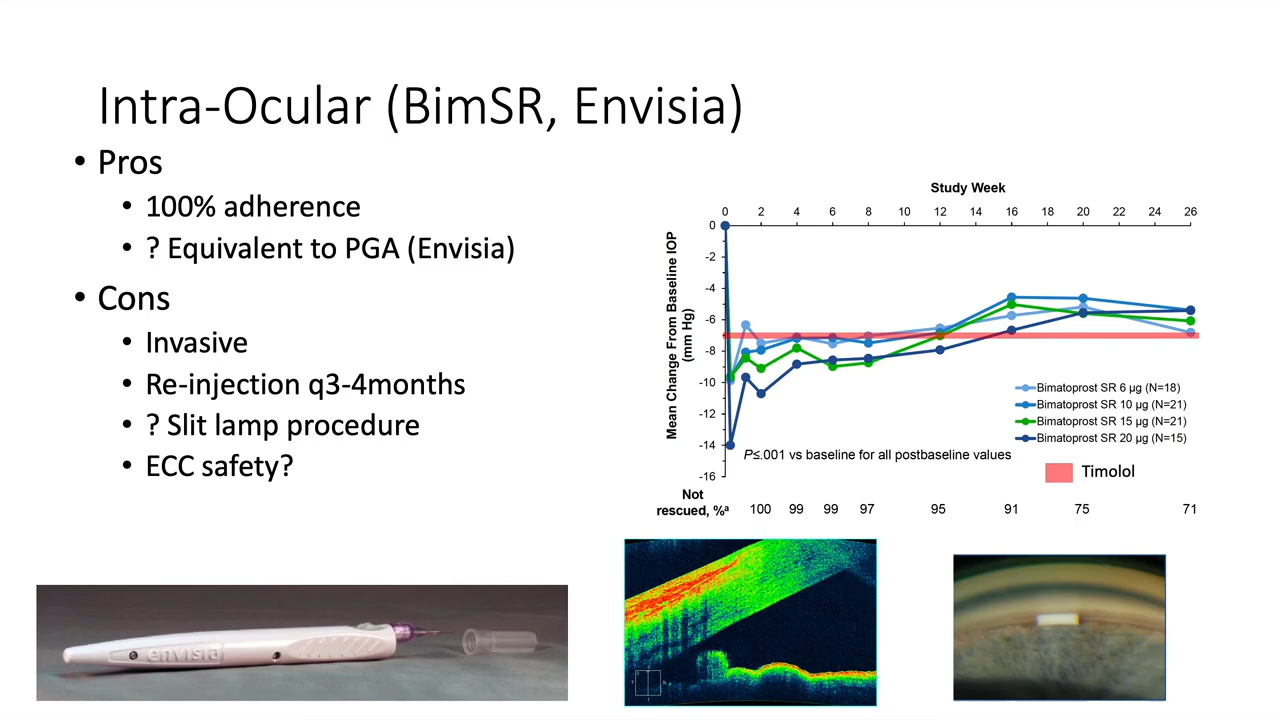 Intra-Ocular (BimSR, Envisia)
• Pros
• 100% adherence
• ? Equivalent to PGA (Envisia)
• Cons
• Invasive
• Re-injection q3-4months
• ? Slit lamp procedure
• ECC safety?
Study Week
0 2 4 6 8 10 12 14 16 18 20 22 24 26
Mean Change From Baseline IOP
(mm Hg)
0
-2
-4
-6
-8
-10
-12
-14
-16
Bimatoprost SR 6 µg (N=18)
Bimatoprost SR 10 µg (N=21)
Bimatoprost SR 15 µg (N=21)
Bimatoprost SR 20 µg (N=15)
P≤.001 vs baseline for all postbaseline values
Timolol
Not
rescued, %ª 100 99 99 97 95 91 75 71
envisia